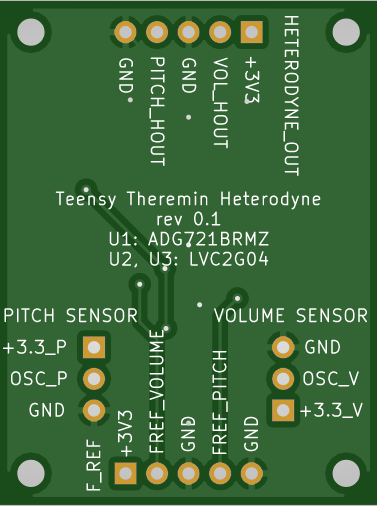 HETERODYNE_OUT
GND
PITCH_HOUT
GND
VOL_HOUT
+3V3
Teensy Theremin Heterodyne
rev 0.1
U1: ADG721BRMZ
U2, U3: LVC2G04
PITCH SENSOR
VOLUME SENSOR
+3.3_P
GND
OSC_P
OSC_V
GND
+3.3_V
F_REF
+3V3
FREF_VOLUME
GND
FREF_PITCH
GND